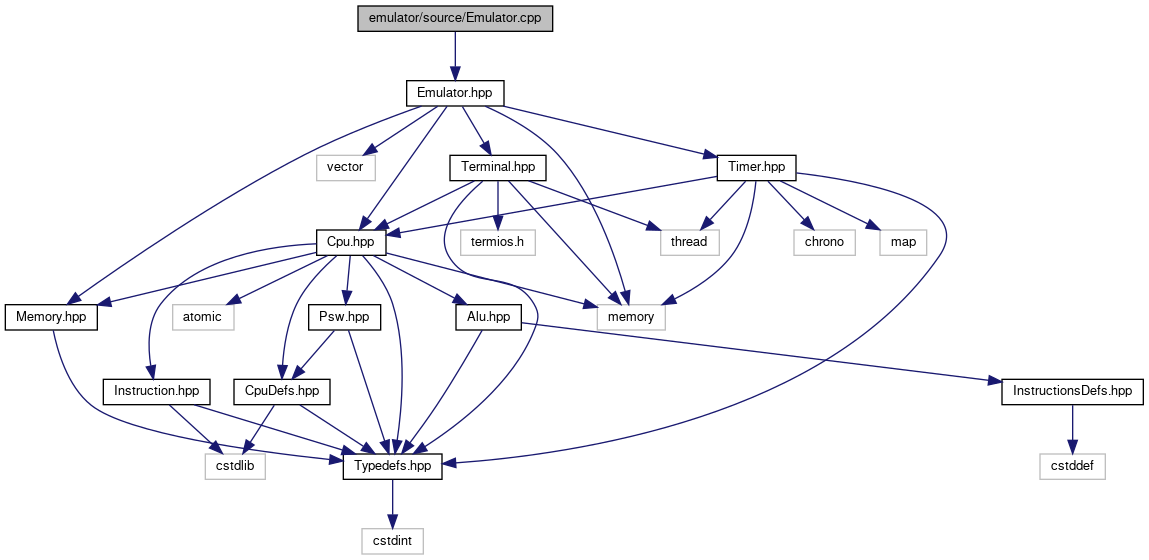 emulator/source/Emulator.cpp
Emulator.hpp
vector
Terminal.hpp
Timer.hpp
Cpu.hpp
termios.h
thread
chrono
map
Memory.hpp
atomic
Psw.hpp
Alu.hpp
memory
Instruction.hpp
CpuDefs.hpp
InstructionsDefs.hpp
cstdlib
Typedefs.hpp
cstddef
cstdint